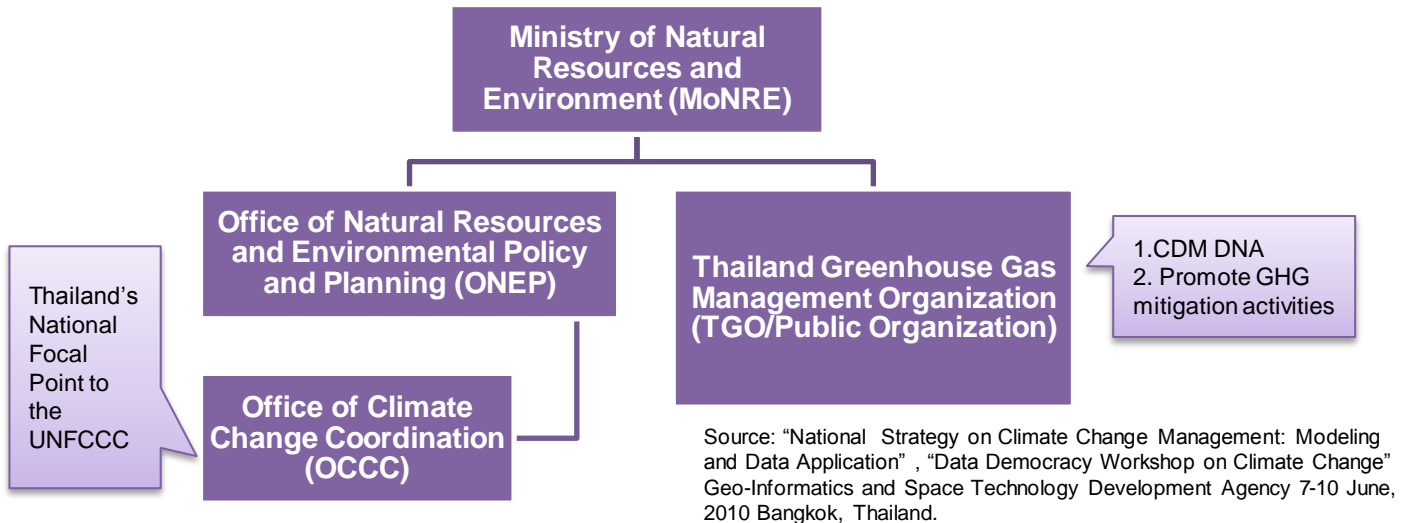 Ministry of Natural
Resources and
Environment (MoNRE)
Office of Natural Resources
and Environmental Policy
and Planning (ONEP)
Thailand Greenhouse Gas
Management Organization
(TGO/Public Organization)
1.CDM DNA
2. Promote GHG
mitigation activities
Thailand’s
National
Focal
Point to
the
UNFCCC
Office of Climate
Change Coordination
(OCCC)
Source: “National Strategy on Climate Change Management: Modeling
and Data Application” , “Data Democracy Workshop on Climate Change”
Geo-Informatics and Space Technology Development Agency 7-10 June,
2010 Bangkok, Thailand.